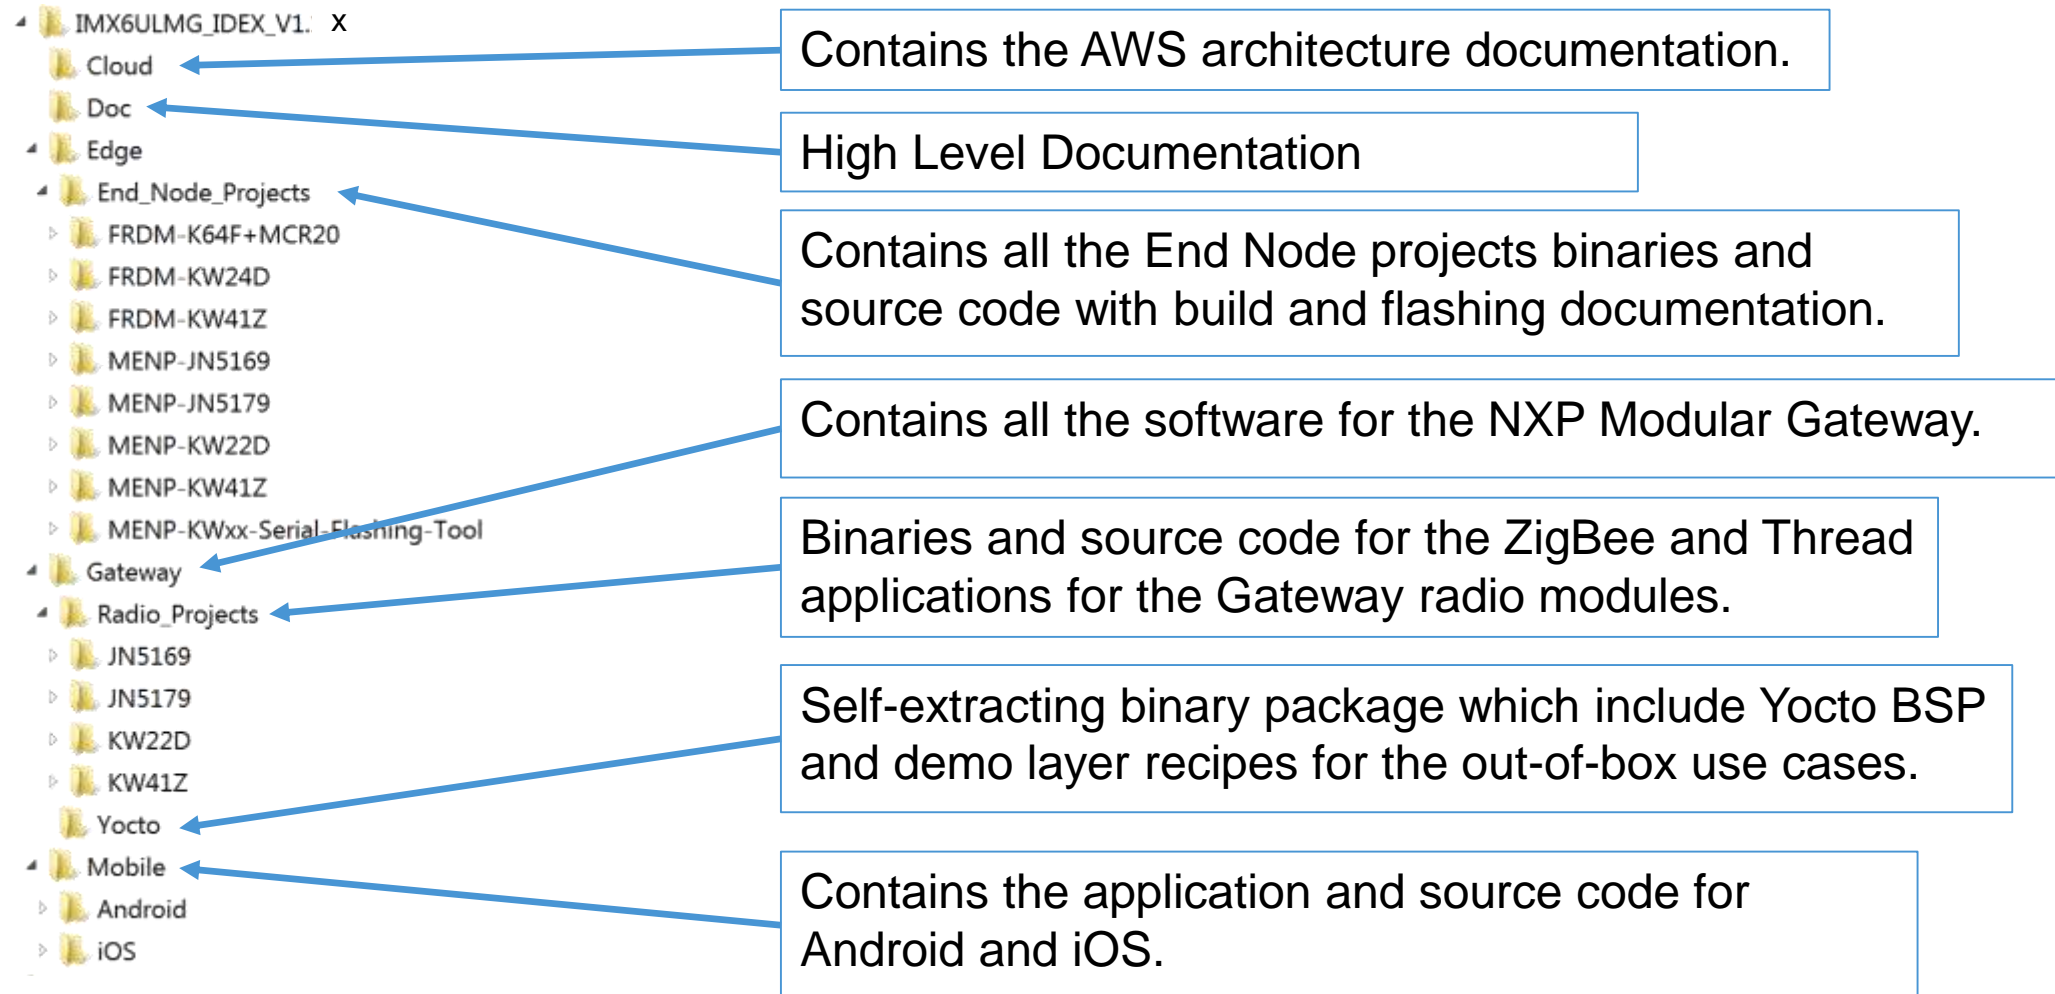 IMX6ULMG_IDEX_V1. x
Cloud
Doc
Edge
End_Node_Projects
FRDM-K64F+MCR20
FRDM-KW24D
FRDM-KW41Z
MENP-JN5169
MENP-JN5179
MENP-KW22D
MENP-KW41Z
MENP-KWxx-Serial-Flashing-Tool
Gateway
Radio_Projects
JN5169
JN5179
KW22D
KW41Z
Yocto
Mobile
Android
iOS
Contains the AWS architecture documentation.
High Level Documentation
Contains all the End Node projects binaries and
source code with build and flashing documentation.
Contains all the software for the NXP Modular Gateway.
Binaries and source code for the ZigBee and Thread
applications for the Gateway radio modules.
Self-extracting binary package which include Yocto BSP
and demo layer recipes for the out-of-box use cases.
Contains the application and source code for
Android and iOS.